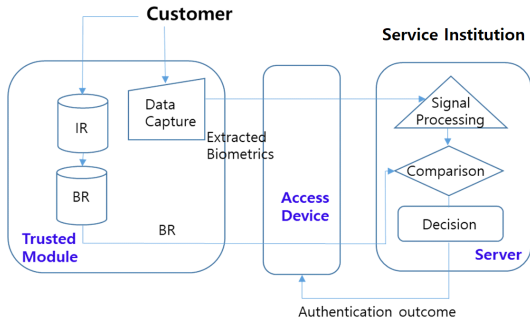 Customer
Service Institution
Data
Capture
Signal
Processing
IR
Extracted
Biometrics
Comparison
BR
Access
Device
Decision
BR
Trusted
Module
Server
Authentication outcome